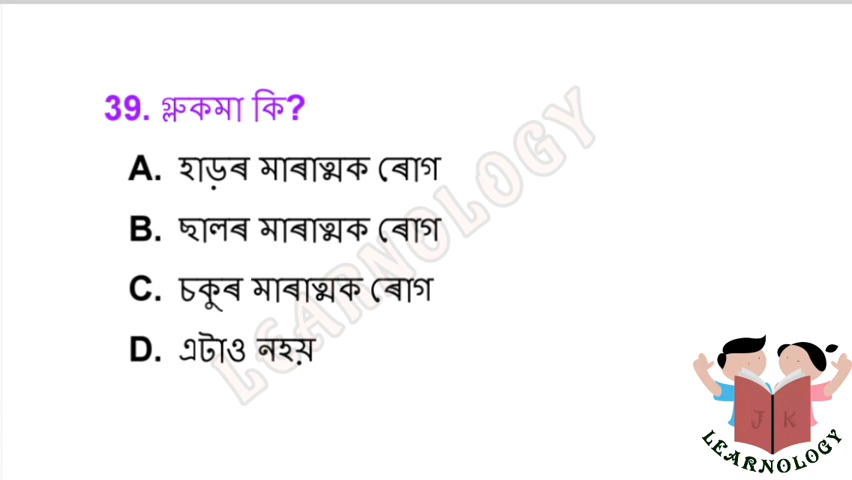 39. গ্লুকমা কি?
A. হাড়ৰ মাৰাত্মক ৰোগ
B. ছালৰ মাৰাত্মক ৰোগ
C. চকুৰ মাৰাত্মক ৰোগ
D. এটাও নহয়
LEARNOLOGY
J K
LEARNOLOGY